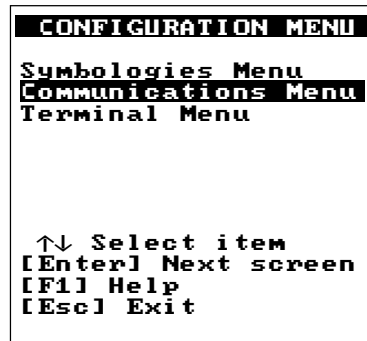 CONFIGURATION MENU
Symbologies Menu
Communications Menu
Terminal Menu
↑↓ Select item
[Enter] Next screen
[F1] Help
[Esc] Exit